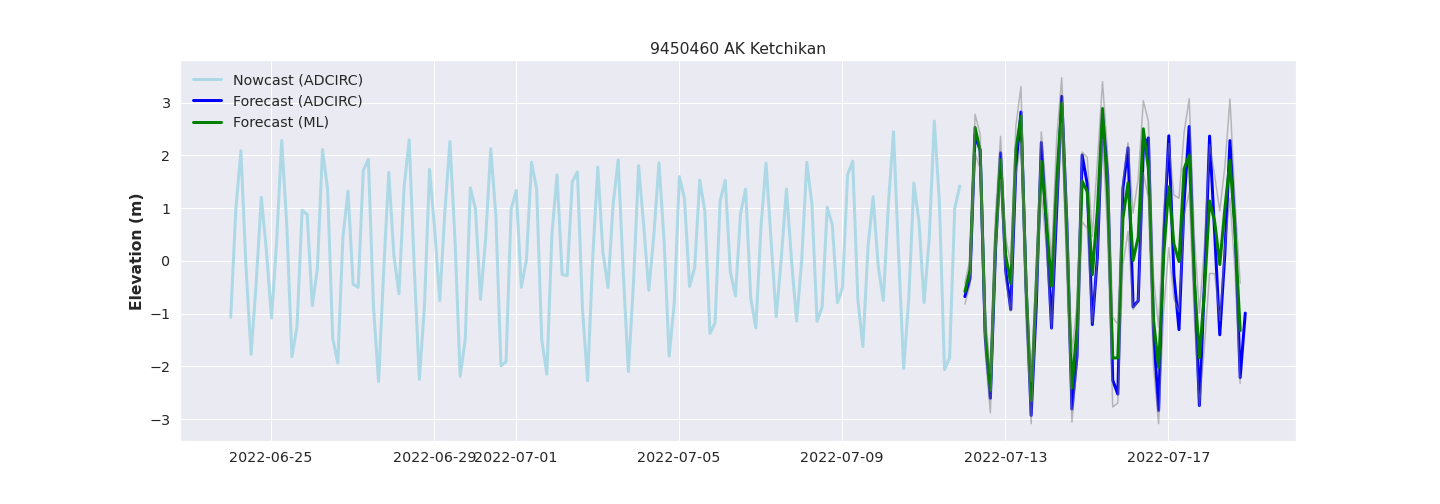 9450460 AK Ketchikan
Nowcast (ADCIRC)
Forecast (ADCIRC)
Forecast (ML)
Elevation (m)
3
2
1
0
−1
−2
−3
2022-06-25
2022-06-29
2022-07-01
2022-07-05
2022-07-09
2022-07-13
2022-07-17